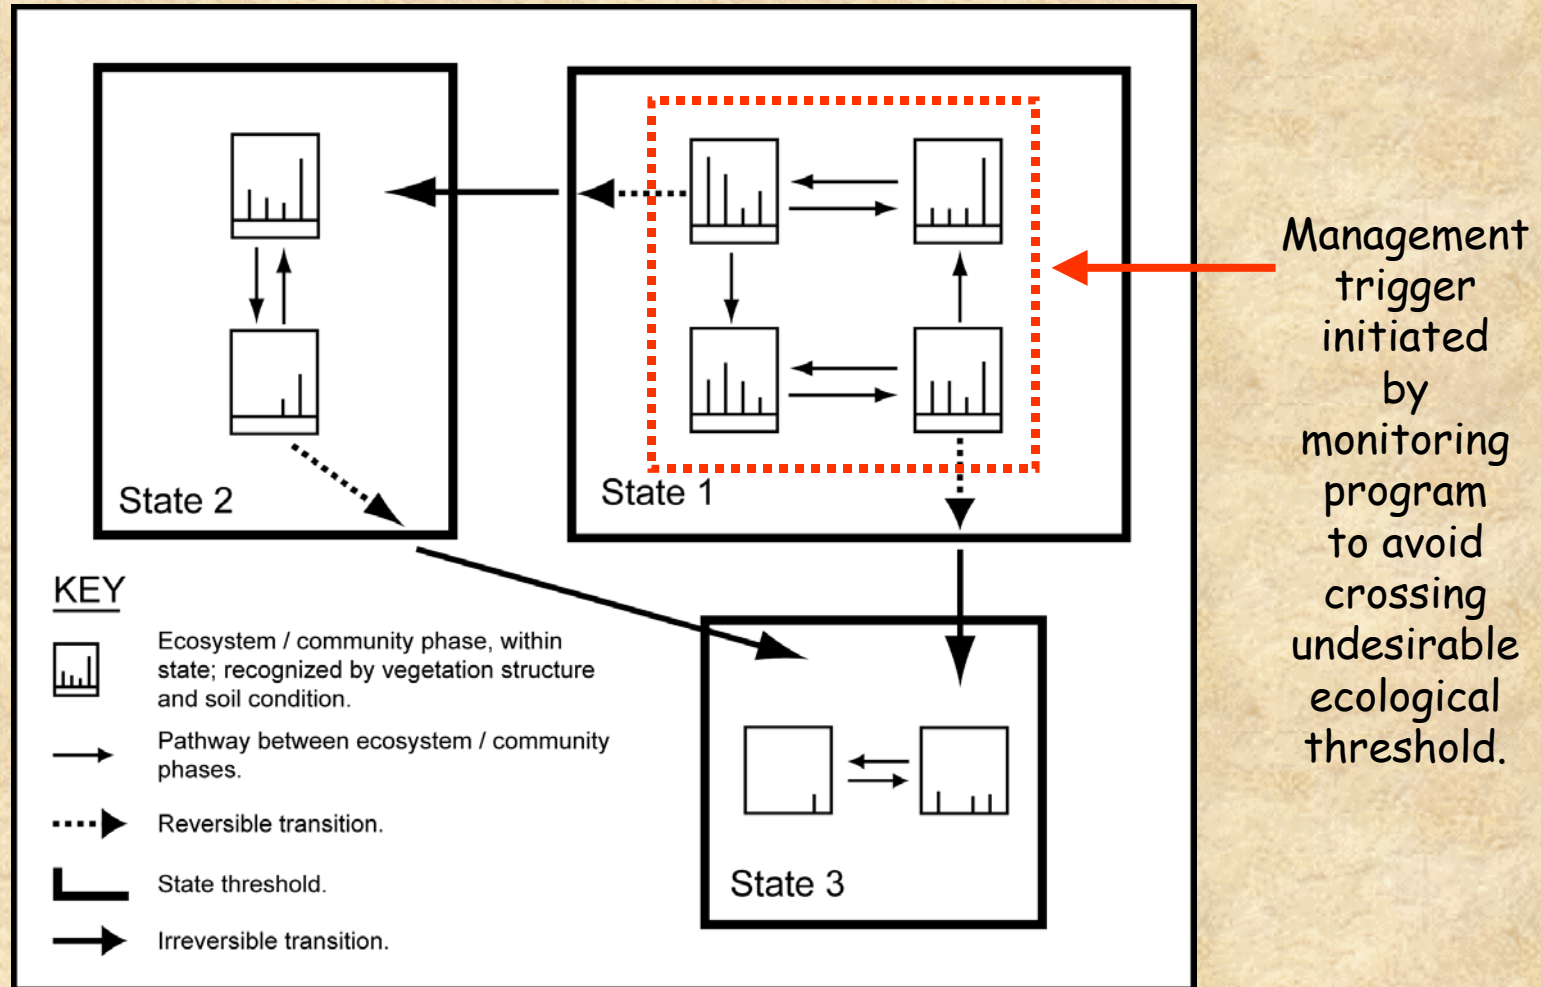 State 2
State 1
KEY
Ecosystem / community phase, within
state; recognized by vegetation structure
and soil condition.
Pathway between ecosystem / community
phases.
Reversible transition.
State threshold.
Irreversible transition.
State 3
Management
trigger
initiated
by
monitoring
program
to avoid
crossing
undesirable
ecological
threshold.